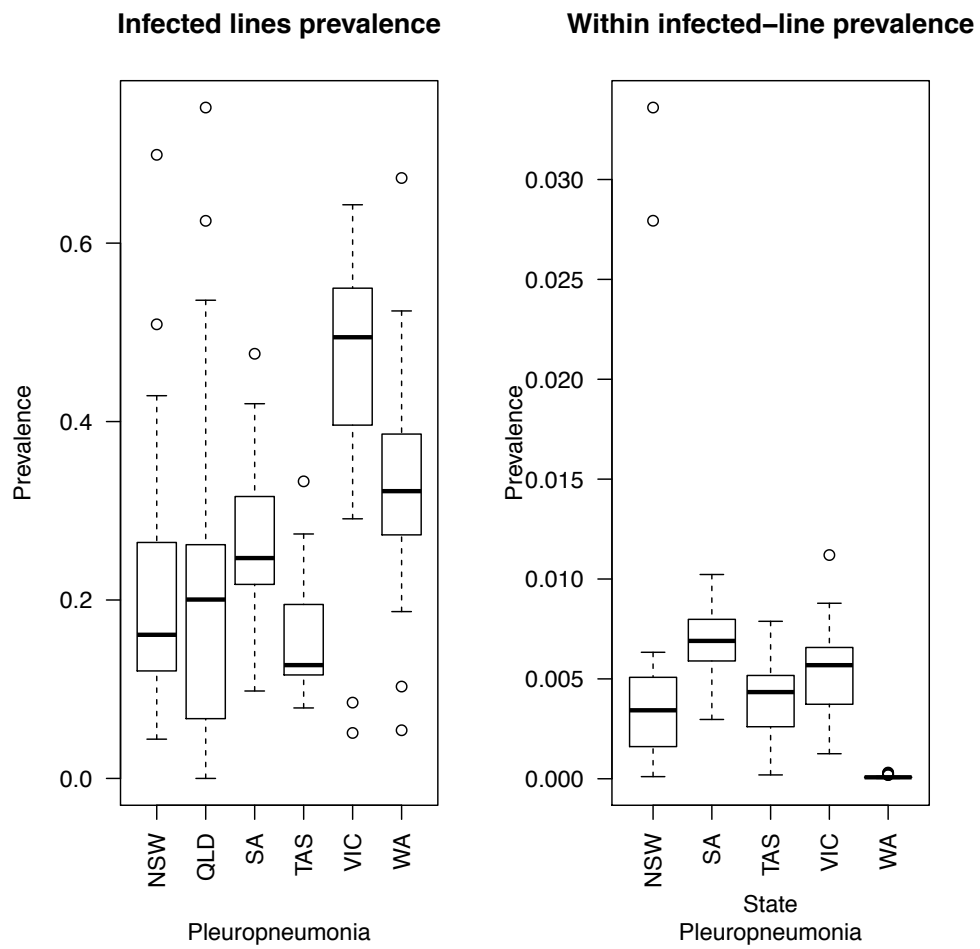 Infected lines prevalence
Prevalence
0.6
0.4
0.2
0.0
NSW
QLD
SA
TAS
VIC
WA
Pleuropneumonia
Within infected–line prevalence
Prevalence
0.030
0.025
0.020
0.015
0.010
0.005
0.000
NSW
SA
TAS
VIC
WA
State
Pleuropneumonia